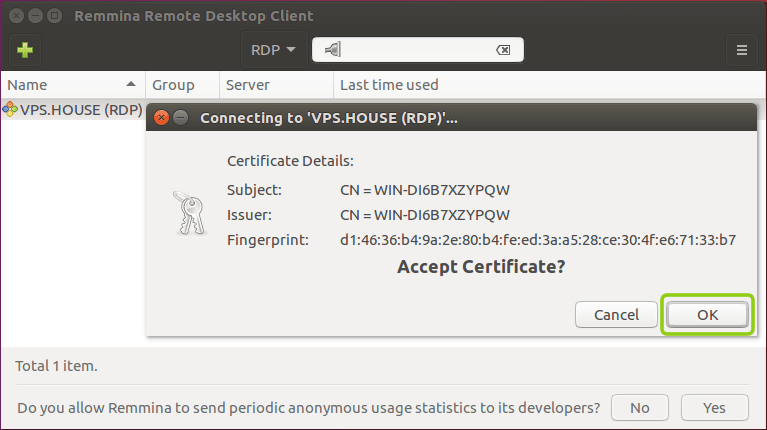 Remmina Remote Desktop Client
RDP
Name Group Server Last time used
VPS.HOUSE (RDP)
Connecting to 'VPS.HOUSE (RDP)'...
Certificate Details:
Subject: CN = WIN-DI6B7XZYPQW
Issuer: CN = WIN-DI6B7XZYPQW
Fingerprint: d1:46:36:b4:9a:2e:80:b4:fe:ed:3a:a5:28:ce:30:4f:e6:71:33:b7
Accept Certificate?
Cancel OK
Total 1 item.
Do you allow Remmina to send periodic anonymous usage statistics to its developers? No Yes